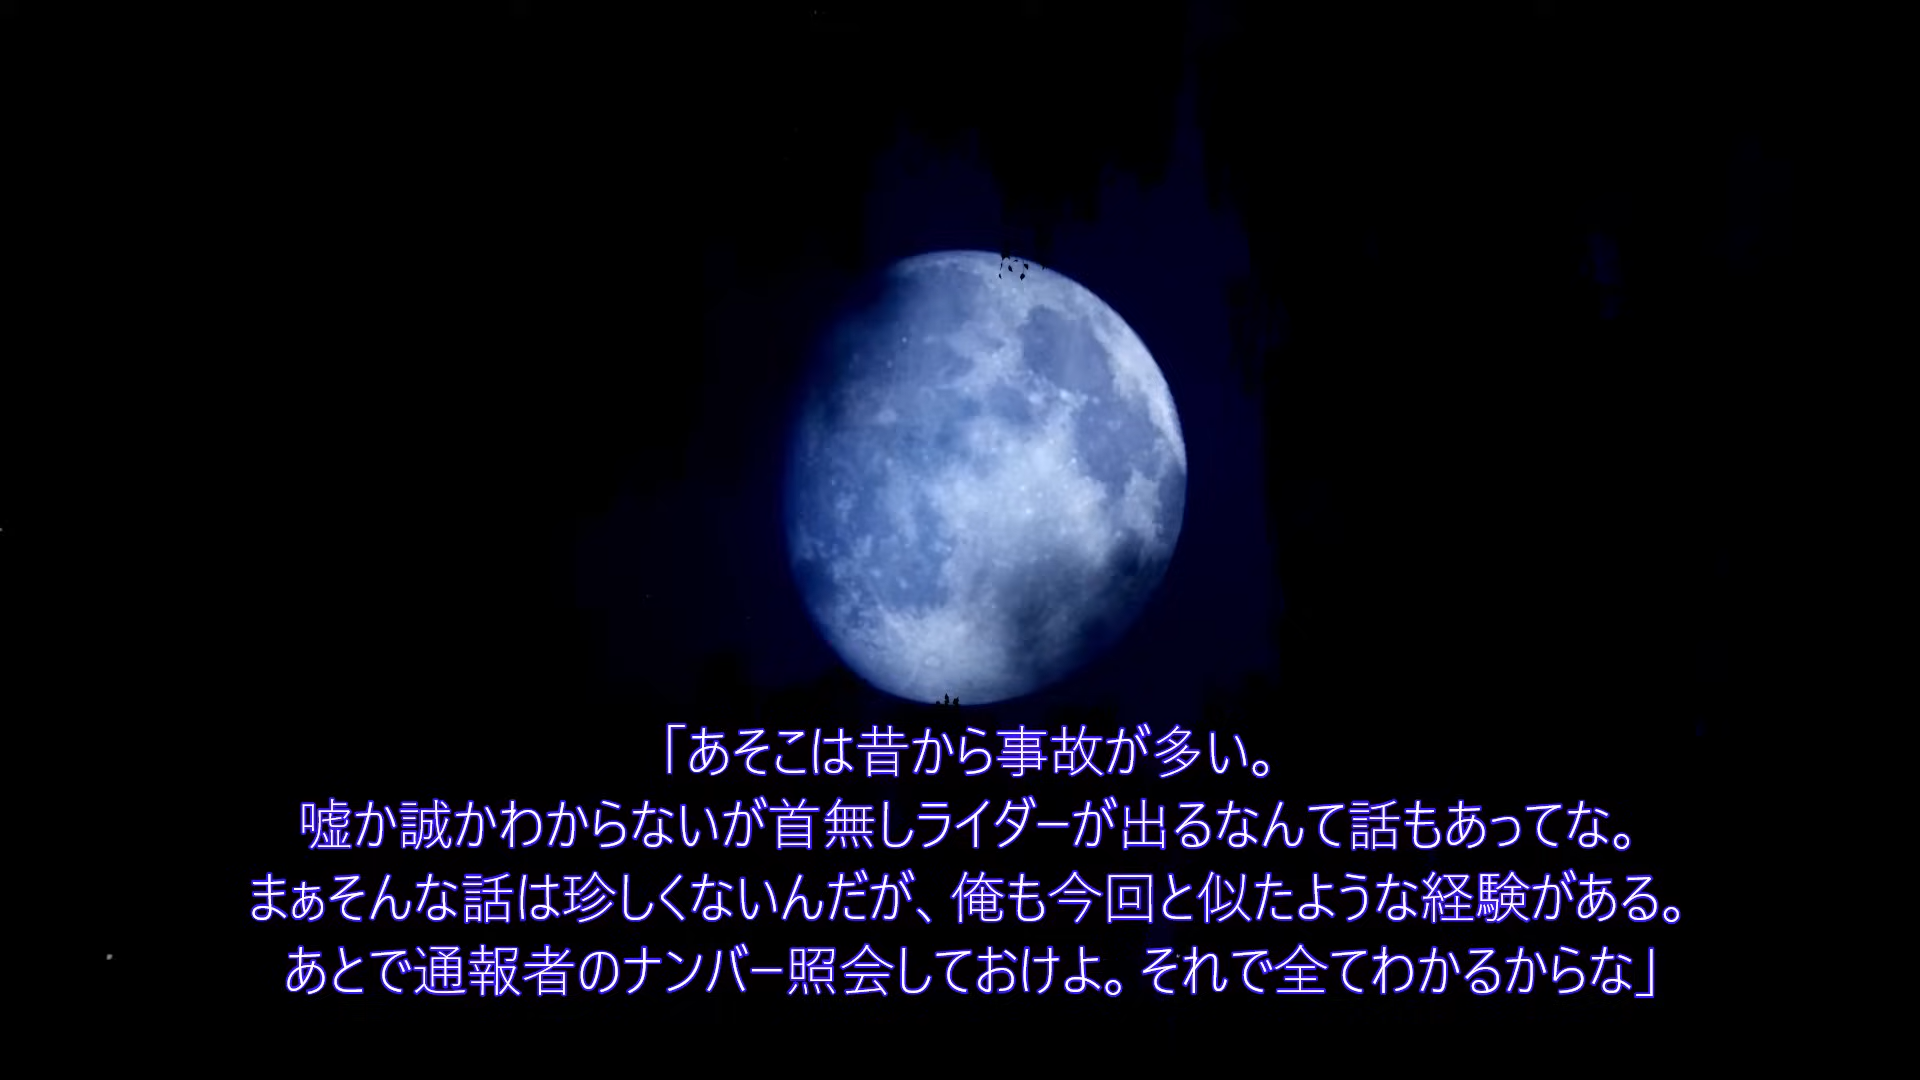 「あそこは昔から事故が多い。
嘘か誠かわからないが首無しライダーが出るなんて話もあってな。
まぁそんな話は珍しくないんだが、俺も今回と似たような経験がある。
あとで通報者のナンバー照会しておけよ。それで全てわかるからな」